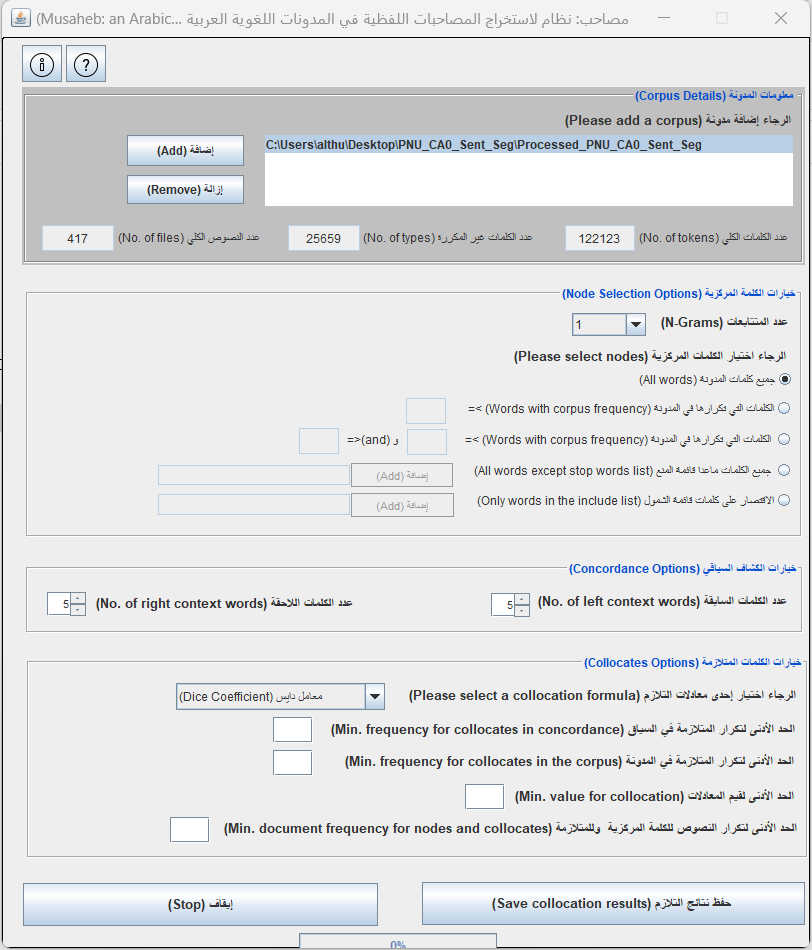 مصاحب: نظام لاستخراج المصاحبات اللفظية في المدونات اللغوية العربية ...Musaheb: an Arabic)
معلومات المدونة (Corpus Details)
الرجاء إضافة مدونة (Please add a corpus)
C:\Users\althu\Desktop\PNU_CA0_Sent_Seg\Processed_PNU_CA0_Sent_Seg
إضافة (Add)
إزالة (Remove)
عدد الكلمات الكلي (No. of tokens) 122123 عدد الكلمات غير المكررة (No. of types) 25659 عدد النصوص الكلي (No. of files) 417
خيارات الكلمة المركزية (Node Selection Options)
عدد المتتابعات (N-Grams) 1
الرجاء اختيار الكلمات المركزية (Please select nodes)
جميع كلمات المدونة (All words)
الكلمات التي تكرارها في المدونة (Words with corpus frequency) >=
الكلمات التي تكرارها في المدونة (Words with corpus frequency) >= و (and) <=
جميع الكلمات ماعدا قائمة المنع (All words except stop words list) إضافة (Add)
الاقتصار على كلمات قائمة الشمول (Only words in the include list) إضافة (Add)
خيارات الكشاف السياقي (Concordance Options)
عدد الكلمات السابقة (No. of left context words) 5 عدد الكلمات اللاحقة (No. of right context words) 5
خيارات الكلمات المتلازمة (Collocates Options)
الرجاء اختيار إحدى معادلات التلازم (Please select a collocation formula) معامل دايس (Dice Coefficient)
الحد الأدنى لتكرار المتلازمة في السياق (Min. frequency for collocates in concordance)
الحد الأدنى لتكرار المتلازمة في المدونة (Min. frequency for collocates in the corpus)
الحد الأدنى لقيم المعادلات (Min. value for collocation)
الحد الأدنى لتكرار النصوص للكلمة المركزية وللمتلازمة (Min. document frequency for nodes and collocates)
حفظ نتائج التلازم (Save collocation results) إيقاف (Stop)
0%